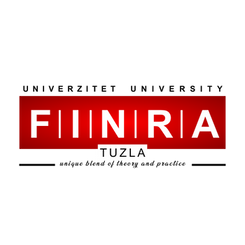 UNIVERZITET UNIVERSITY
F|I|N|R|A
TUZLA
unique blend of theory and practice